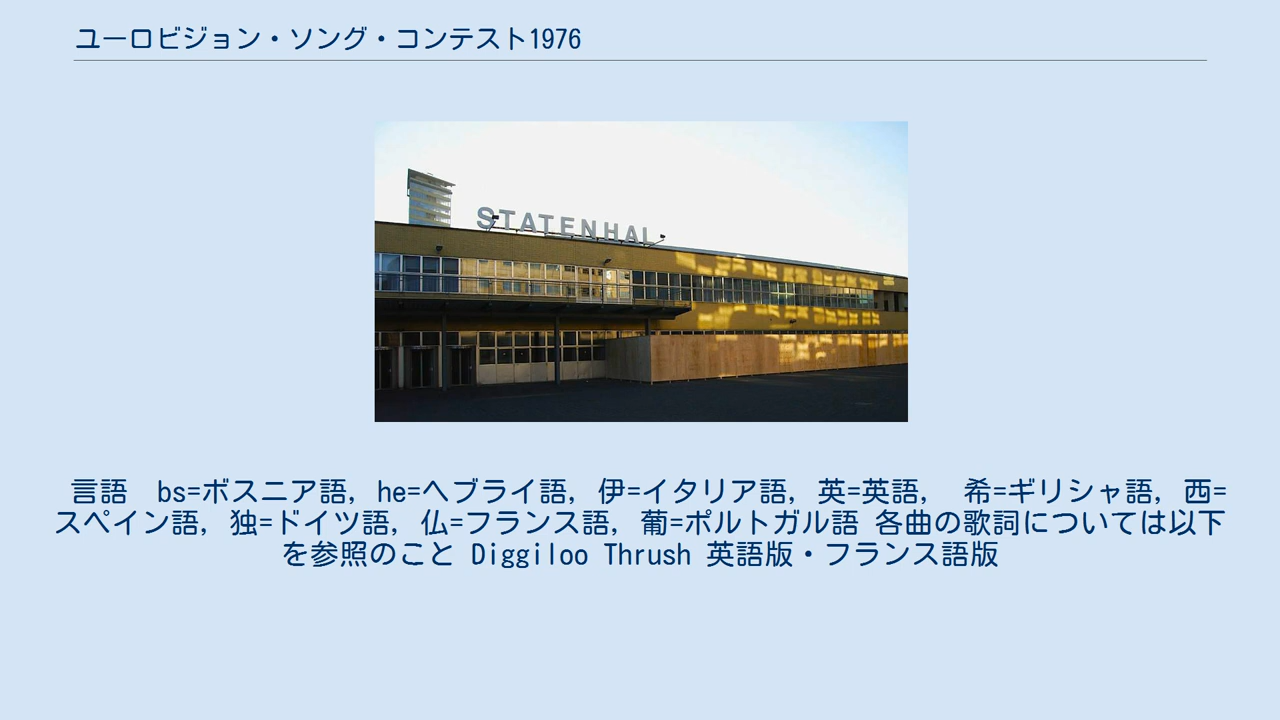 ユーロビジョン・ソング・コンテスト1976
STATENHAL
言語　bs=ボスニア語, he=ヘブライ語, 伊=イタリア語, 英=英語,　希=ギリシャ語, 西=
スペイン語, 独=ドイツ語, 仏=フランス語, 葡=ポルトガル語 各曲の歌詞については以下
を参照のこと Diggiloo Thrush 英語版・フランス語版